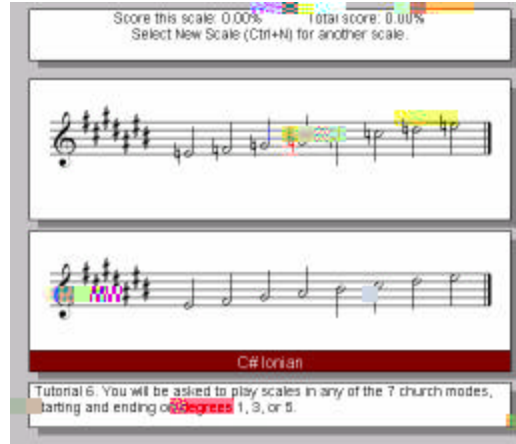 Score this scale: 0.00% Total score: 0.00%
Select New Scale (Ctrl+N) for another scale.
C# Ionian
Tutorial 6. You will be asked to play scales in any of the 7 church modes,
starting and ending on degrees 1, 3, or 5.